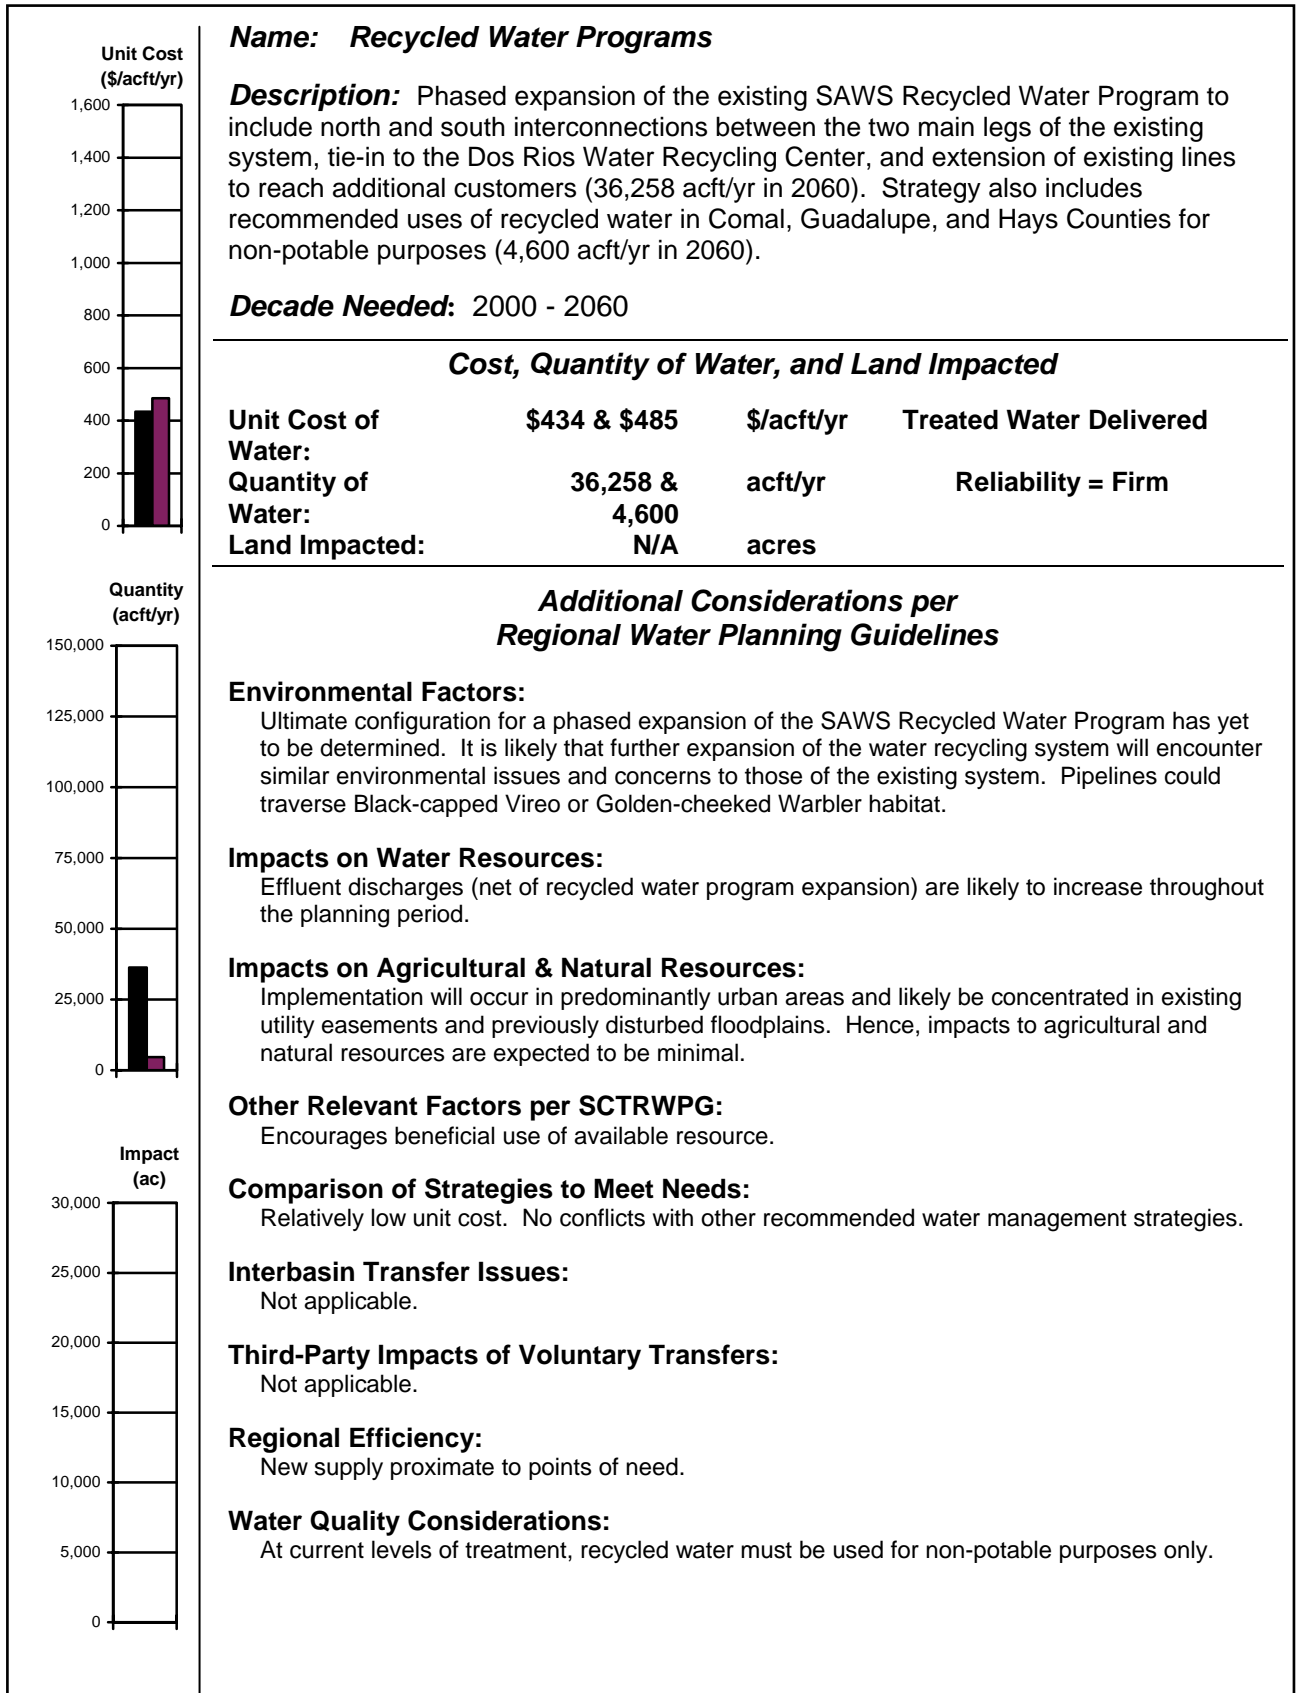 Unit Cost
($/acft/yr)
1,600
1,400
1,200
1,000
800
600
400
200
0
Quantity
(acft/yr)
150,000
125,000
100,000
75,000
50,000
25,000
0
Impact
(ac)
30,000
25,000
20,000
15,000
10,000
5,000
0
Name: Recycled Water Programs
Description: Phased expansion of the existing SAWS Recycled Water Program to
include north and south interconnections between the two main legs of the existing
system, tie-in to the Dos Rios Water Recycling Center, and extension of existing lines
to reach additional customers (36,258 acft/yr in 2060). Strategy also includes
recommended uses of recycled water in Comal, Guadalupe, and Hays Counties for
non-potable purposes (4,600 acft/yr in 2060).
Decade Needed: 2000 - 2060
Cost, Quantity of Water, and Land Impacted
Unit Cost of $434 & $485 $/acft/yr Treated Water Delivered
Water:
Quantity of 36,258 & acft/yr Reliability = Firm
Water: 4,600
Land Impacted: N/A acres
Additional Considerations per
Regional Water Planning Guidelines
Environmental Factors:
Ultimate configuration for a phased expansion of the SAWS Recycled Water Program has yet
to be determined. It is likely that further expansion of the water recycling system will encounter
similar environmental issues and concerns to those of the existing system. Pipelines could
traverse Black-capped Vireo or Golden-cheeked Warbler habitat.
Impacts on Water Resources:
Effluent discharges (net of recycled water program expansion) are likely to increase throughout
the planning period.
Impacts on Agricultural & Natural Resources:
Implementation will occur in predominantly urban areas and likely be concentrated in existing
utility easements and previously disturbed floodplains. Hence, impacts to agricultural and
natural resources are expected to be minimal.
Other Relevant Factors per SCTRWPG:
Encourages beneficial use of available resource.
Comparison of Strategies to Meet Needs:
Relatively low unit cost. No conflicts with other recommended water management strategies.
Interbasin Transfer Issues:
Not applicable.
Third-Party Impacts of Voluntary Transfers:
Not applicable.
Regional Efficiency:
New supply proximate to points of need.
Water Quality Considerations:
At current levels of treatment, recycled water must be used for non-potable purposes only.